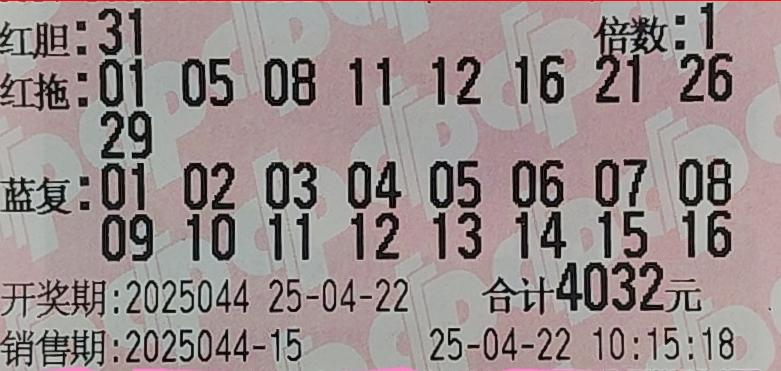 红胆:31 倍数:1
红拖:01 05 08 11 12 16 21 26
29
蓝复:01 02 03 04 05 06 07 08
09 10 11 12 13 14 15 16
开奖期:2025044 25-04-22 合计4032元
销售期:2025044-15 25-04-22 10:15:18